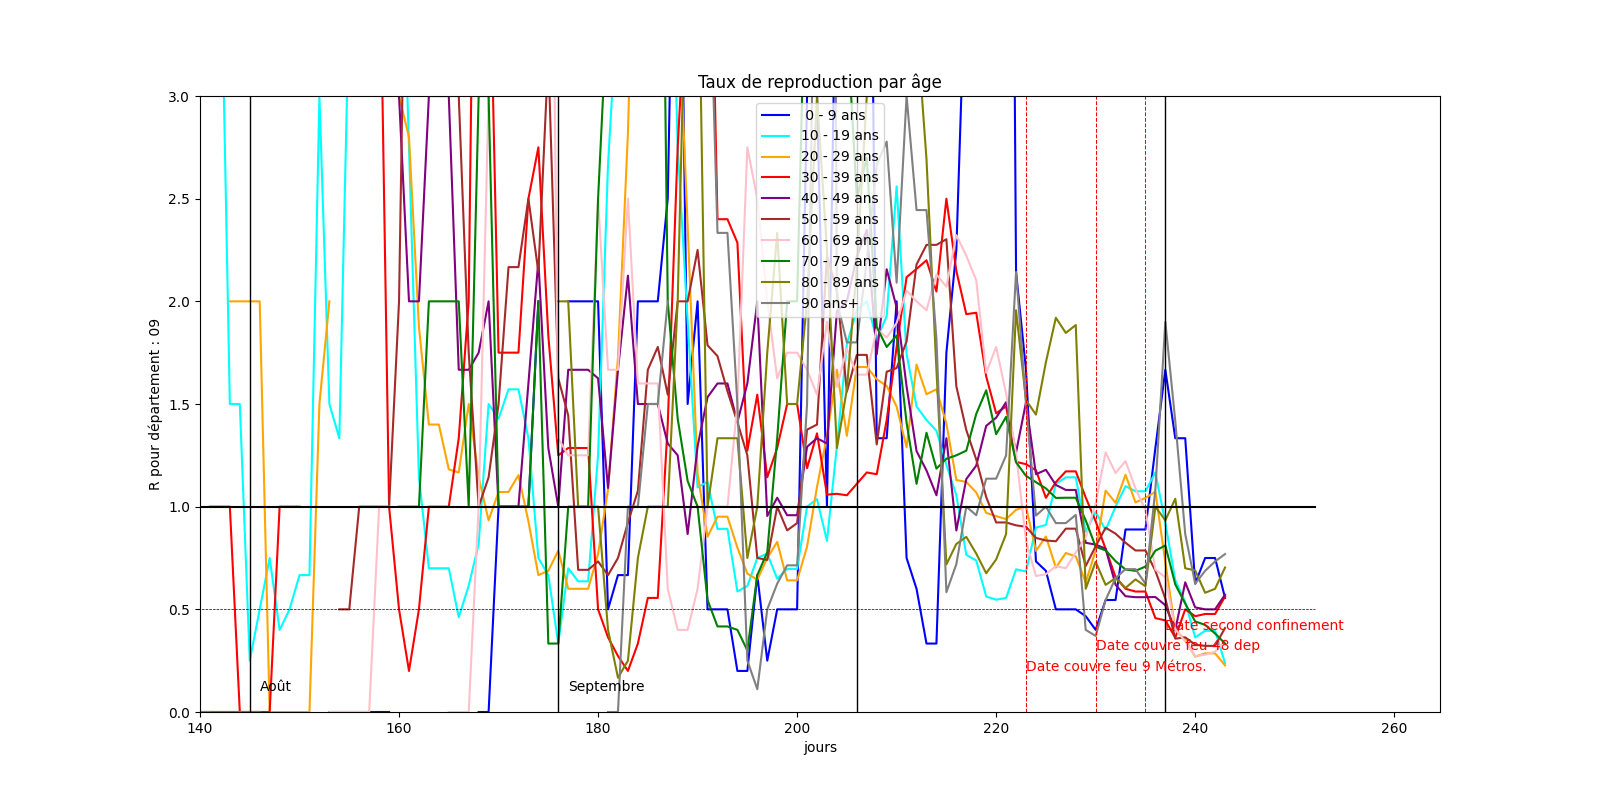 Taux de reproduction par âge
R pour département : 09
3.0
2.5
2.0
1.5
1.0
0.5
0.0
0 - 9 ans
10 - 19 ans
20 - 29 ans
30 - 39 ans
40 - 49 ans
50 - 59 ans
60 - 69 ans
70 - 79 ans
80 - 89 ans
90 ans+
Date second confinement
Date couvre feu 48 dep
Date couvre feu 9 Métros.
Août
Septembre
140
160
180
200
220
240
260
jours